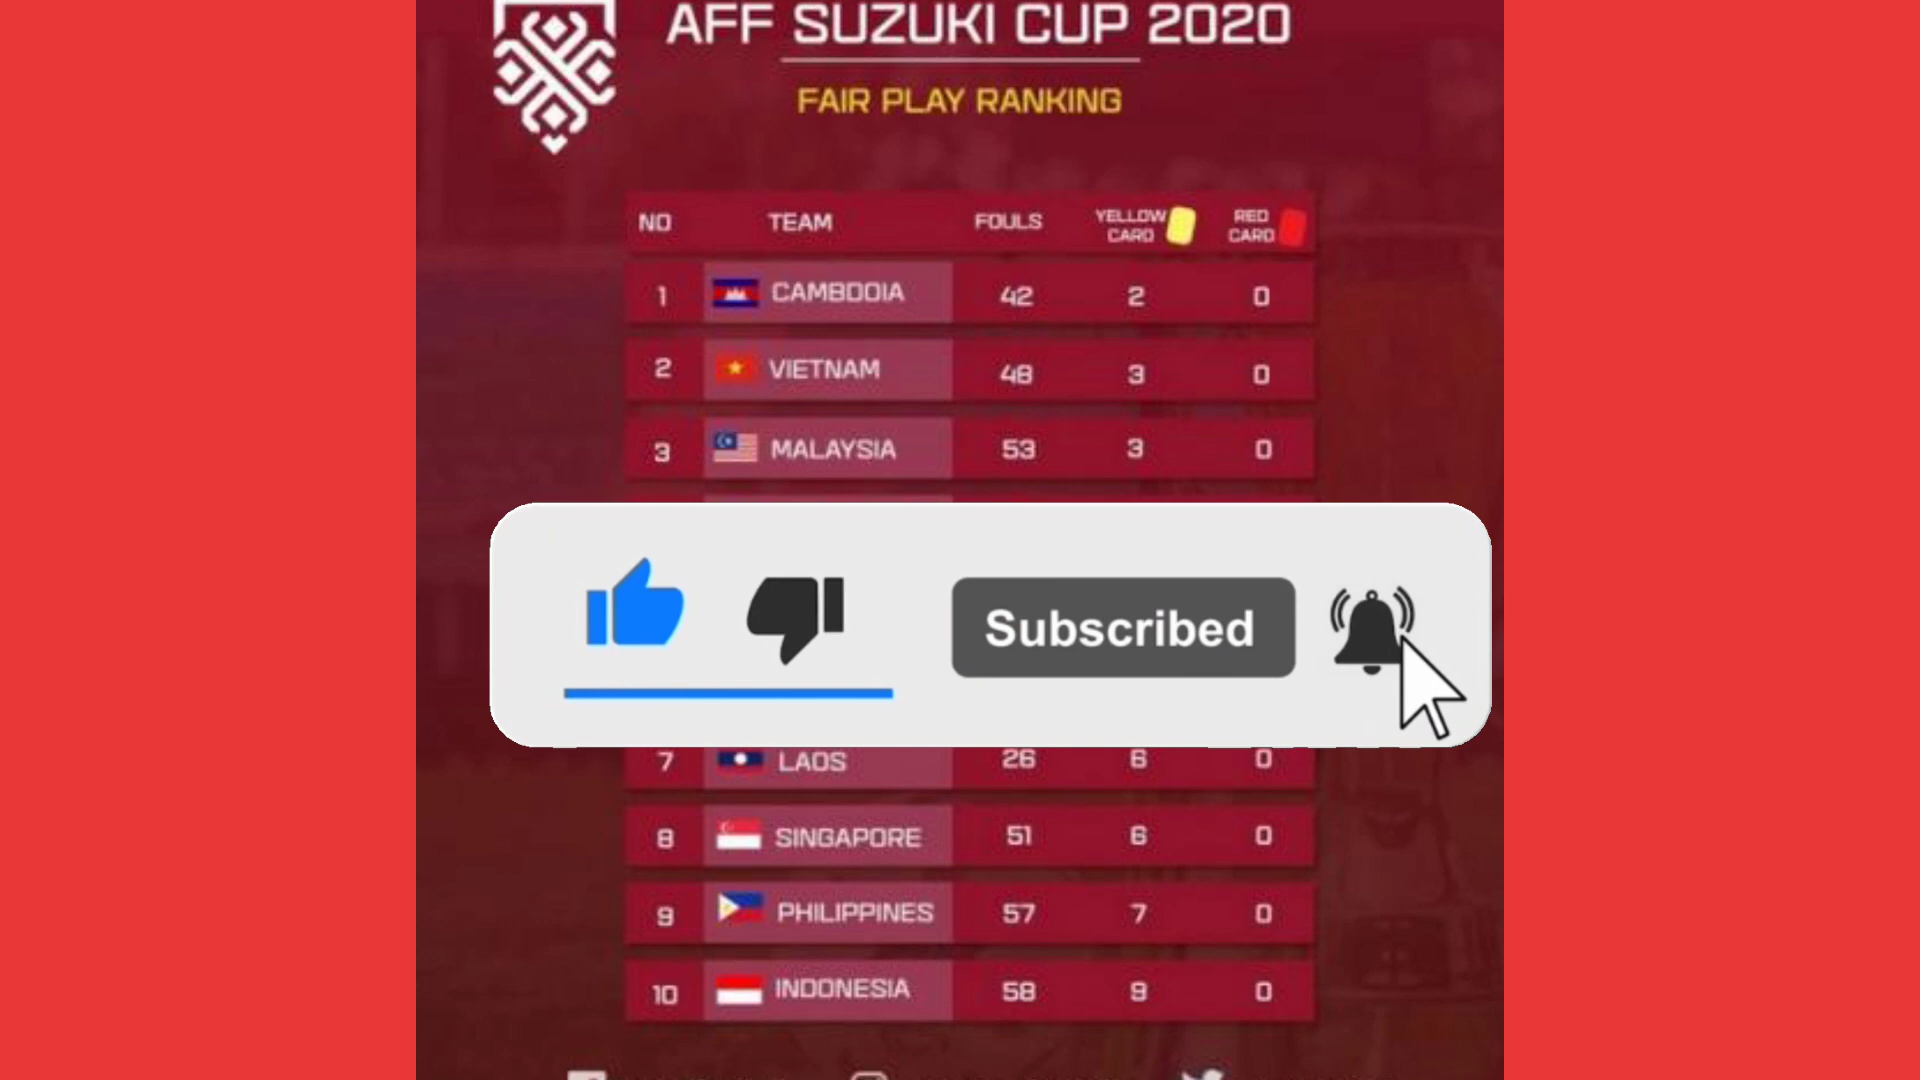 AFF SUZUKI CUP 2020
FAIR PLAY RANKING
NO TEAM FOULS YELLOW CARD RED CARD
1 CAMBODIA 42 2 0
2 VIETNAM 48 3 0
3 MALAYSIA 53 3 0
Subscribed
7 LAOS 26 6 0
8 SINGAPORE 51 6 0
9 PHILIPPINES 57 7 0
10 INDONESIA 58 9 0